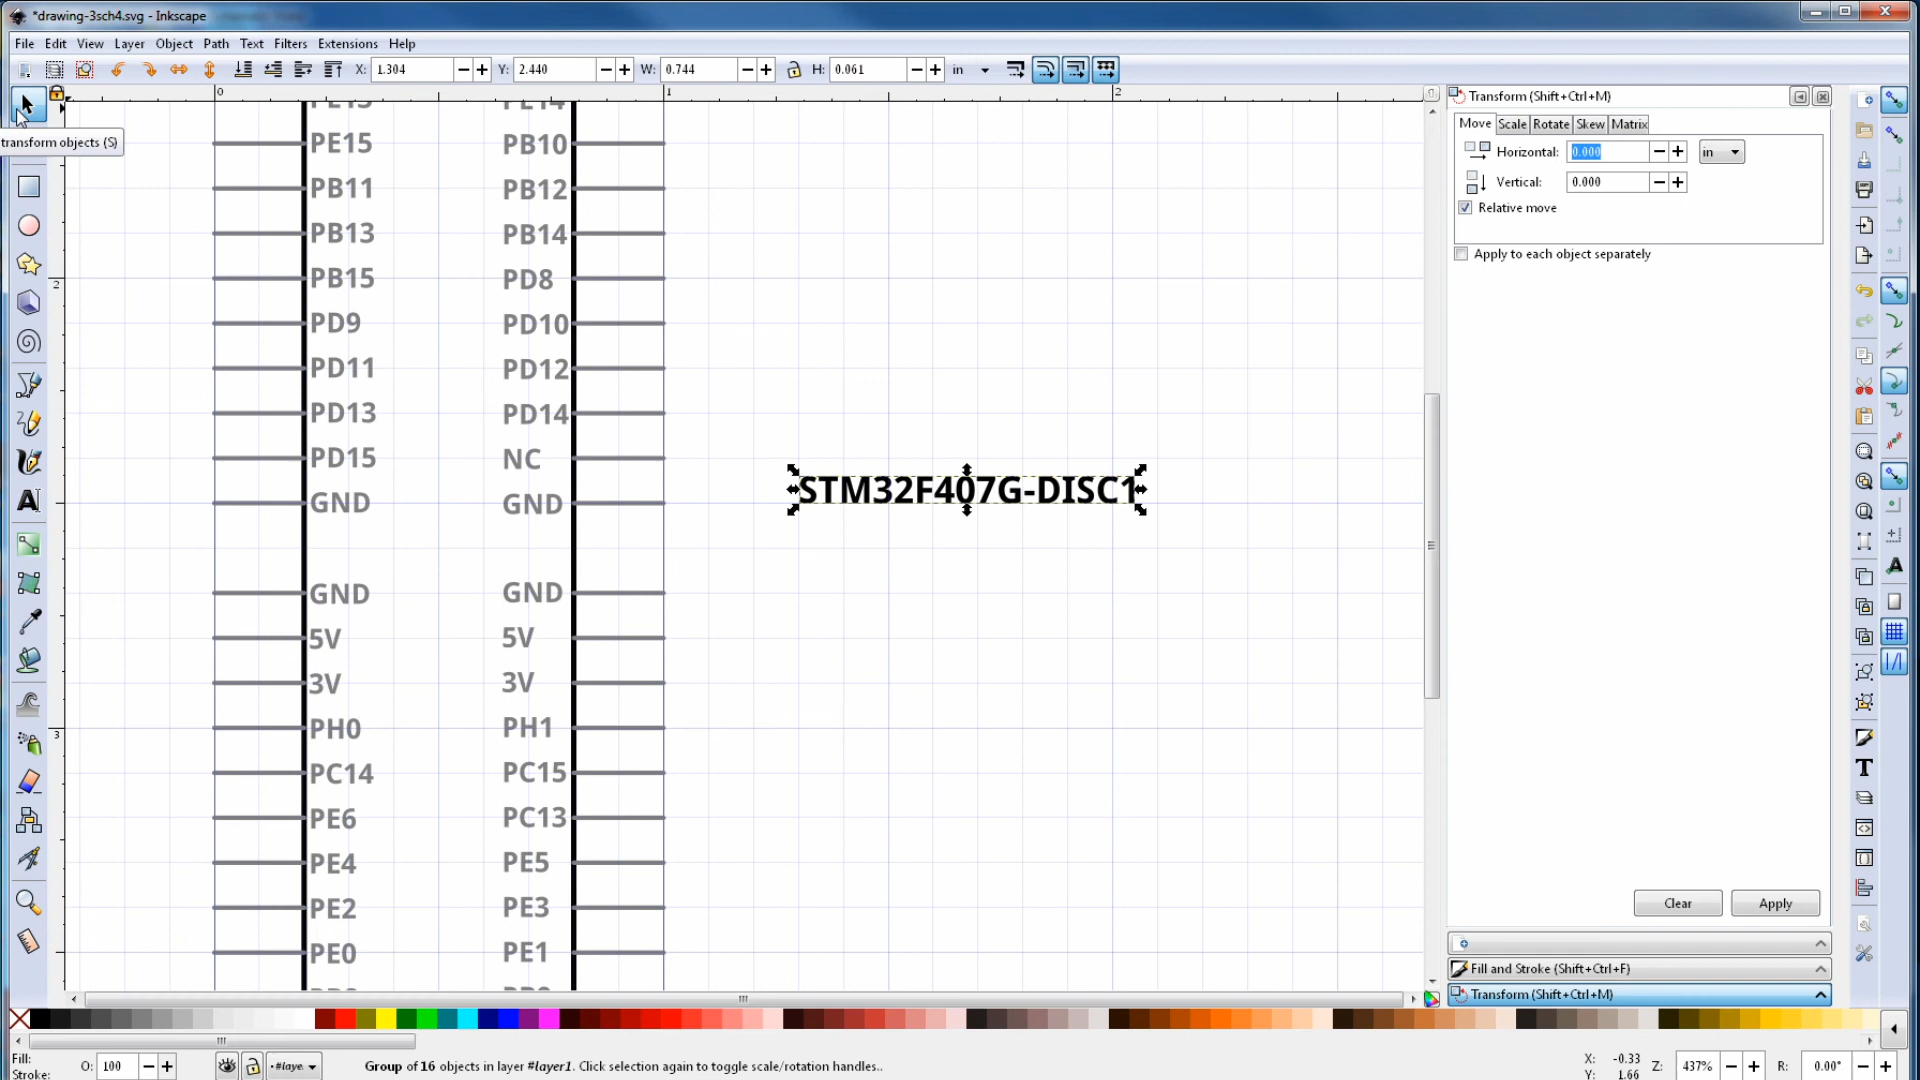 *drawing-3sch4.svg - Inkscape
File Edit View Layer Object Path Text Filters Extensions Help
X: 1.304 Y: 2.440 W: 0.744 H: 0.061 in
0 1 2
transform objects (S)
PE15 PB10
PB11 PB12
PB13 PB14
PB15 PD8
PD9 PD10
PD11 PD12
PD13 PD14
PD15 NC
GND GND
STM32F407G-DISC1
GND GND
5V 5V
3V 3V
PH0 PH1
PC14 PC15
PE6 PC13
PE4 PE5
PE2 PE3
PE0 PE1
2
3
Transform (Shift+Ctrl+M)
Move Scale Rotate Skew Matrix
Horizontal: 0.000 in
Vertical: 0.000
Relative move
Apply to each object separately
Clear Apply
Fill and Stroke (Shift+Ctrl+F)
Transform (Shift+Ctrl+M)
Fill:
Stroke:
O: 100
#laye
Group of 16 objects in layer #layer1. Click selection again to toggle scale/rotation handles..
X: -0.33
Y: 1.66
Z: 437%
R: 0.00°